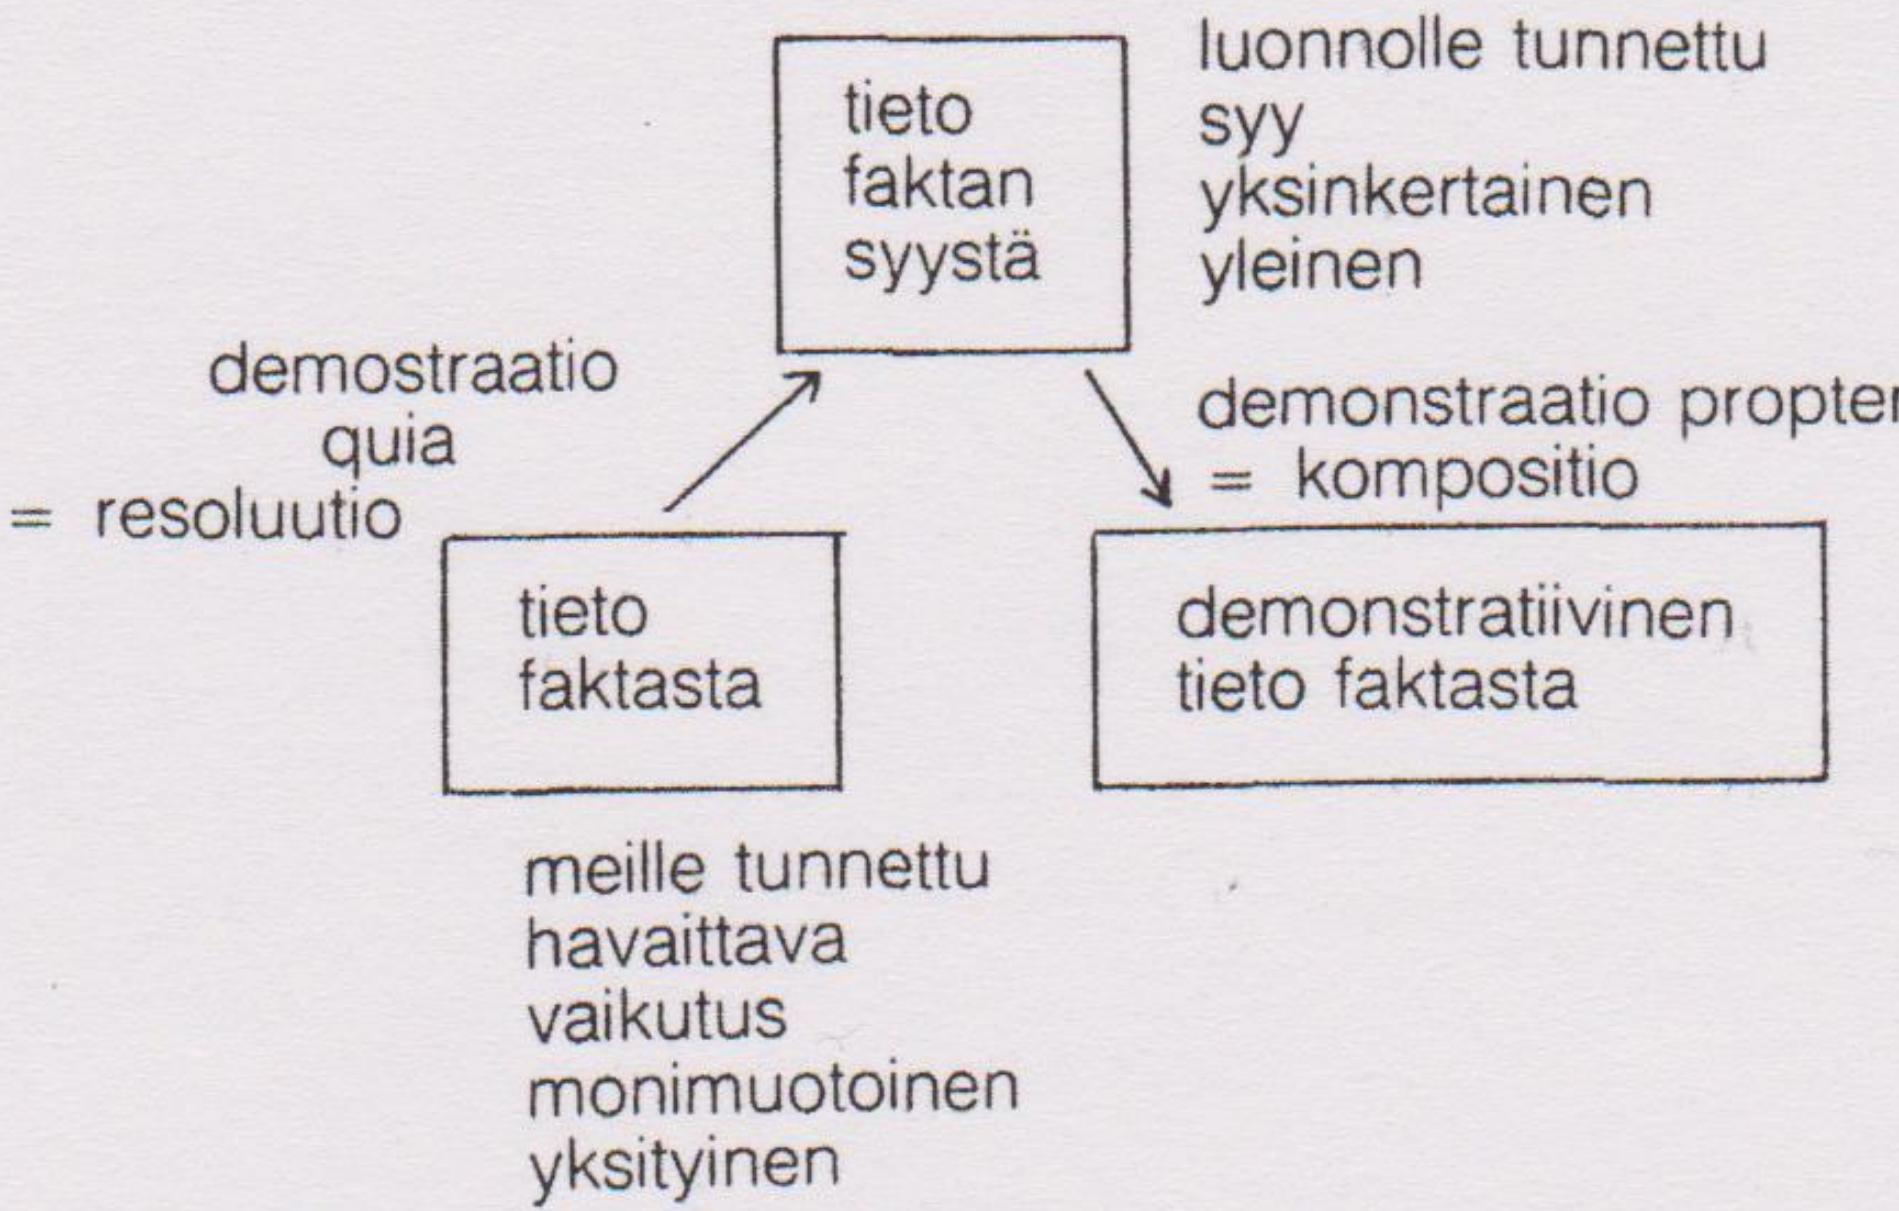 tieto
faktan
syystä
luonnolle tunnettu
syy
yksinkertainen
yleinen
demostraatio
quia
= resoluutio
demonstraatio propter
= kompositio
tieto
faktasta
demonstratiivinen
tieto faktasta
meille tunnettu
havaittava
vaikutus
monimuotoinen
yksityinen